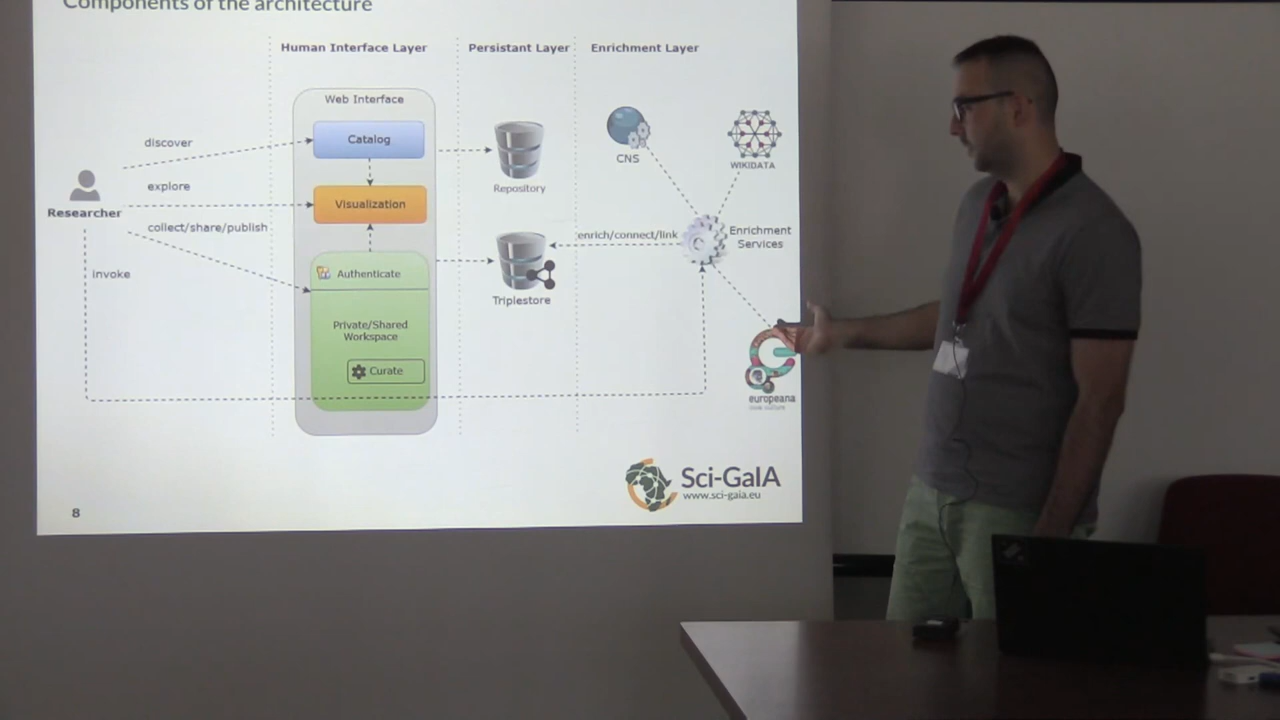 Components of the architecture
Human Interface Layer
Persistant Layer
Enrichment Layer
Web Interface
Catalog
discover
CNS
WIKIDATA
Repository
explore
Visualization
Researcher
collect/share/publish
enrich/connect/link
Enrichment
Services
Authenticate
invoke
Triplestore
Private/Shared
Workspace
Curate
europeana
Sci-GaIA
www.sci-gaia.eu
8